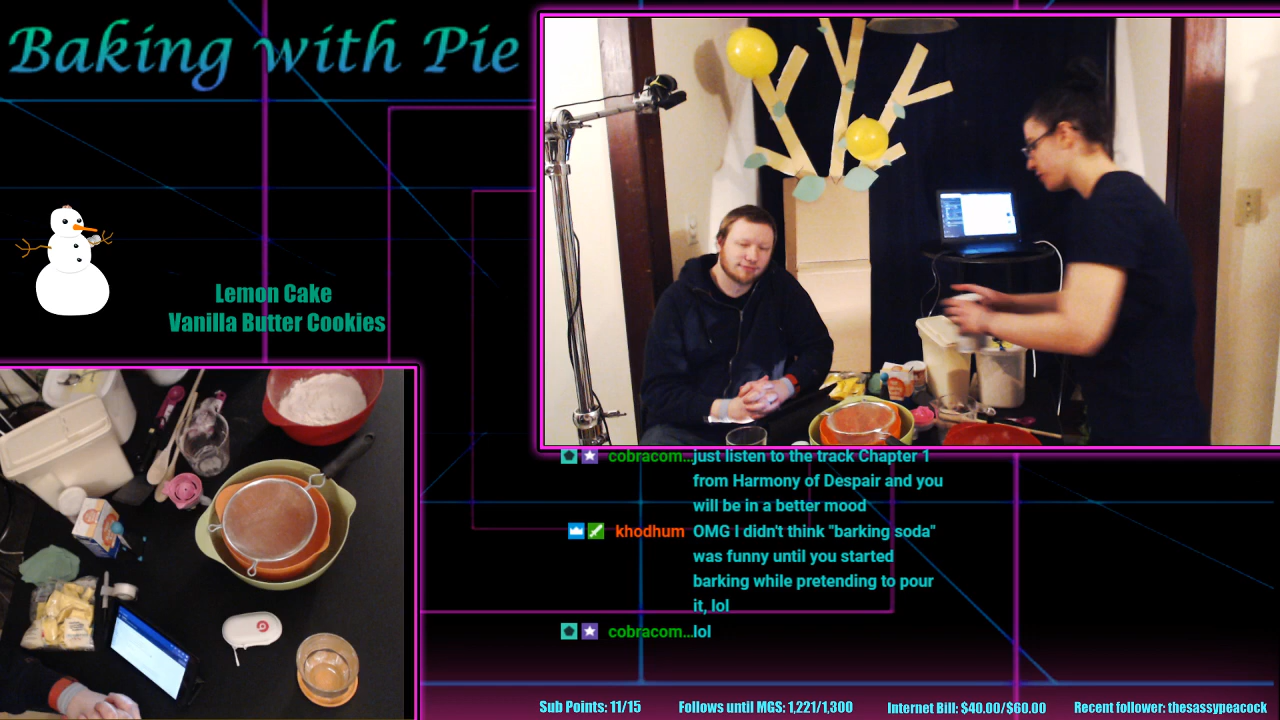 Baking with Pie
Lemon Cake
Vanilla Butter Cookies
cobracom... just listen to the track Chapter 1
from Harmony of Despair and you
will be in a better mood
khodhum OMG I didn't think "barking soda"
was funny until you started
barking while pretending to pour
it, lol
cobracom... lol
Sub Points: 11/15 Follows until MGS: 1,221/1,300 Internet Bill: $40.00/$60.00 Recent follower: thesassypeacock